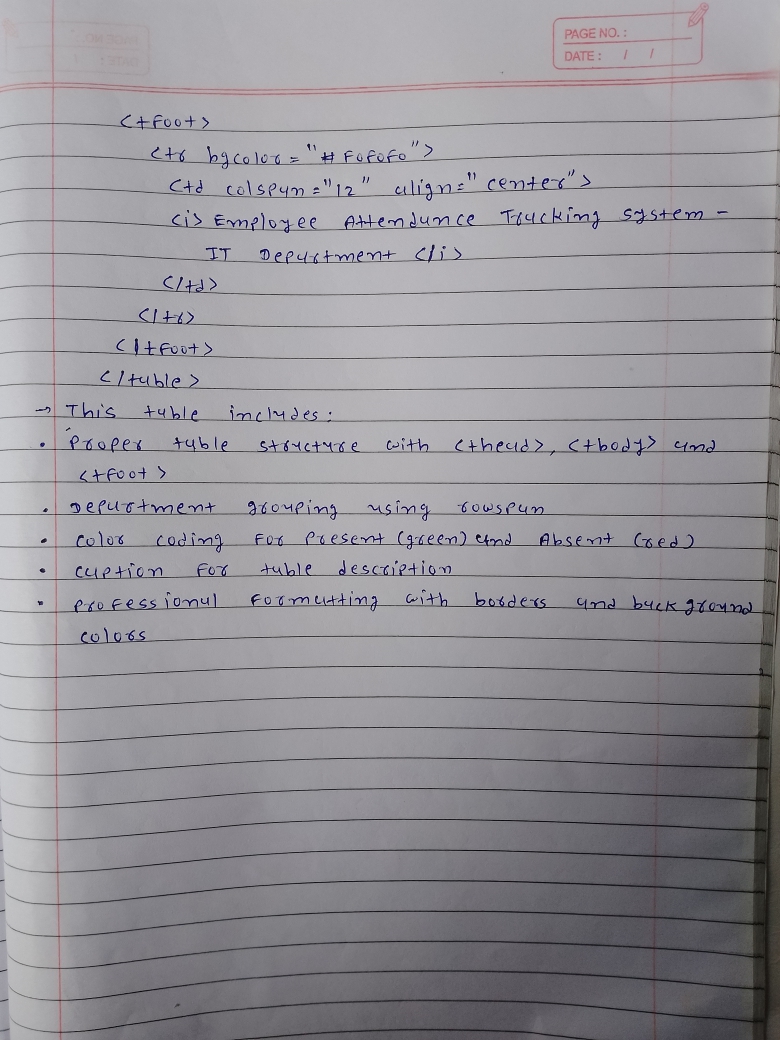 PAGE NO. :
DATE : / /
<tfoot>
<tr bgcolor = "# F0F0F0">
<td colspan = "12" align = "center">
<i> Employee Attendance Tracking system -
IT Department </i>
</td>
</tr>
</tfoot>
</table>
→ This table includes :
• Proper table structure with <thead>, <tbody> and
<tfoot>
• Department grouping using rowspan
• color coding For Present (green) and Absent (red)
• caption For table description
• professional Formatting with borders and background
colors